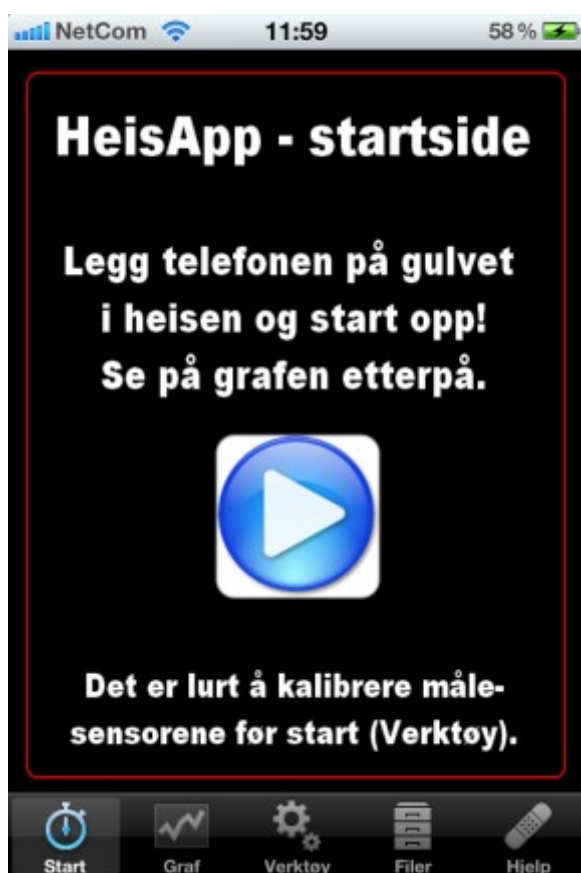 NetCom 11:59 58 %
HeisApp - startside
Legg telefonen på gulvet
i heisen og start opp!
Se på grafen etterpå.
Det er lurt å kalibrere måle-
sensorene før start (Verktøy).
Start Graf Verktøy Filer Hjelp